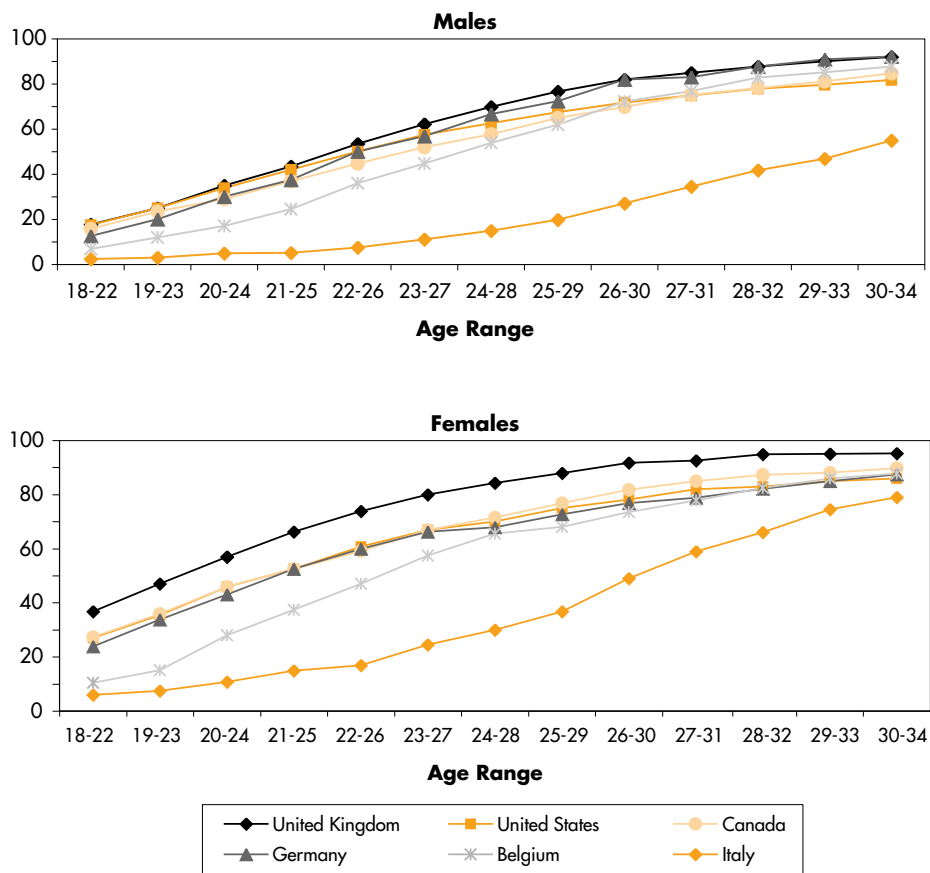 Males
100
80
60
40
20
0
18-22 19-23 20-24 21-25 22-26 23-27 24-28 25-29 26-30 27-31 28-32 29-33 30-34
Age Range
Females
100
80
60
40
20
0
18-22 19-23 20-24 21-25 22-26 23-27 24-28 25-29 26-30 27-31 28-32 29-33 30-34
Age Range
United Kingdom United States Canada
Germany Belgium Italy